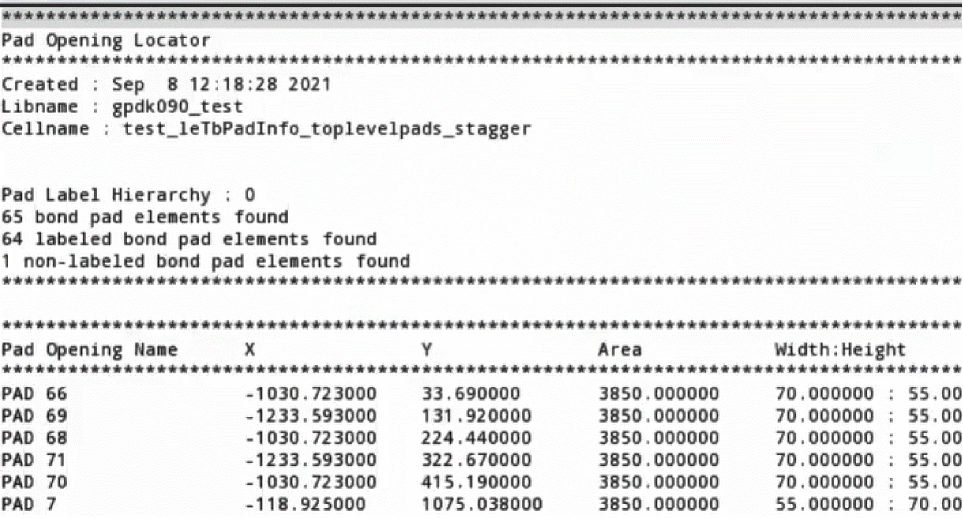 ***************************************************************************************
Pad Opening Locator
***************************************************************************************
Created : Sep  8 12:18:28 2021
Libname : gpdk090_test
Cellname : test_leTbPadInfo_toplevelpads_stagger
Pad Label Hierarchy : 0
65 bond pad elements found
64 labeled bond pad elements found
1 non-labeled bond pad elements found
***************************************************************************************
***************************************************************************************
Pad Opening Name      X               Y               Area            Width:Height
***************************************************************************************
PAD 66                -1030.723000    33.690000       3850.000000     70.000000 : 55.00
PAD 69                -1233.593000    131.920000      3850.000000     70.000000 : 55.00
PAD 68                -1030.723000    224.440000      3850.000000     70.000000 : 55.00
PAD 71                -1233.593000    322.670000      3850.000000     70.000000 : 55.00
PAD 70                -1030.723000    415.190000      3850.000000     70.000000 : 55.00
PAD 7                 -118.925000     1075.038000     3850.000000     55.000000 : 70.00